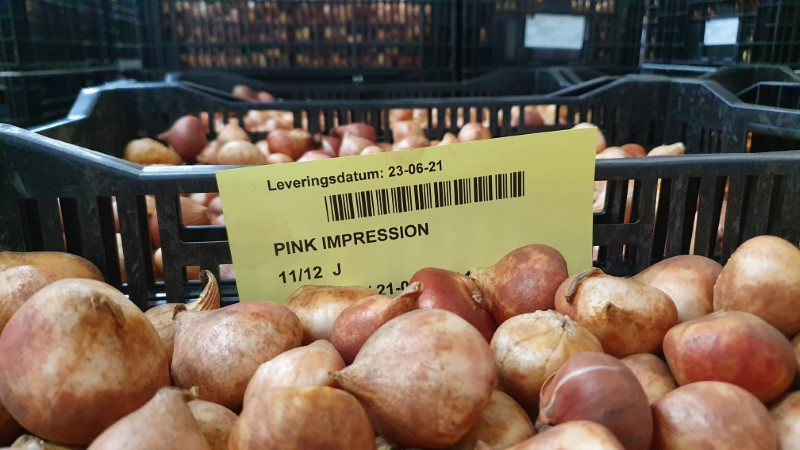 Leveringsdatum: 23-06-21
PINK IMPRESSION
11/12 J